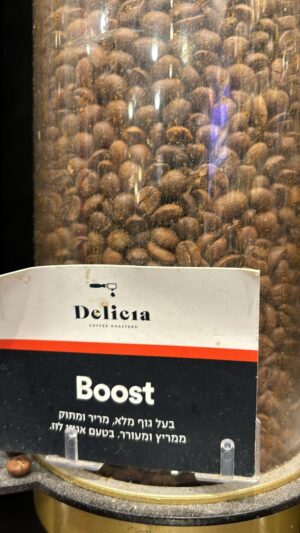 Delicia
COFFEE ROASTERS
Boost
בעל גוף מלא, מריר ומתוק
ממריץ ומעורר. בטעם אגוזי לוז.